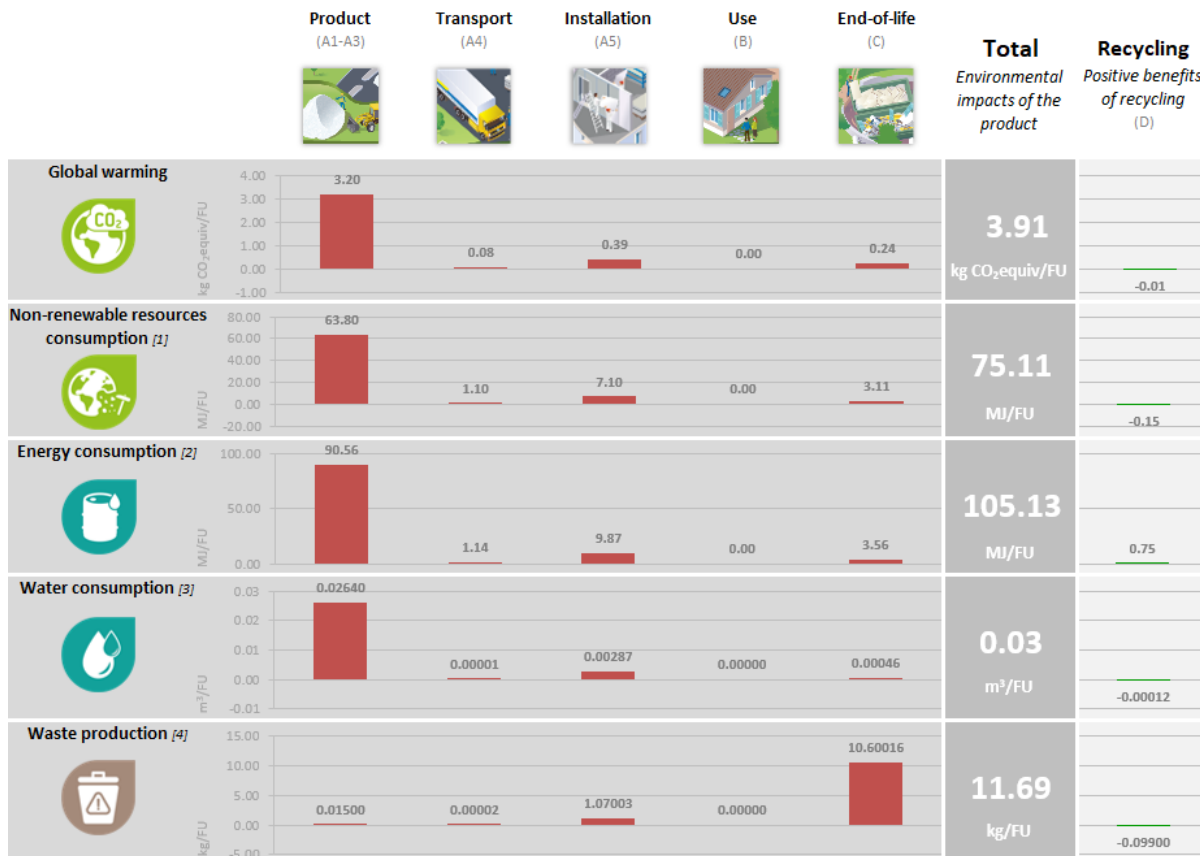 Product
(A1-A3)
Transport
(A4)
Installation
(A5)
Use
(B)
End-of-life
(C)
Total
Environmental
impacts of the
product
Recycling
Positive benefits
of recycling
(D)
Global warming
CO₂
kg CO₂equiv/FU
4.00
3.00
2.00
1.00
0.00
-1.00
3.20
0.08
0.39
0.00
0.24
3.91
kg CO₂equiv/FU
-0.01
Non-renewable resources
consumption [1]
MJ/FU
80.00
60.00
40.00
20.00
0.00
-20.00
63.80
1.10
7.10
0.00
3.11
75.11
MJ/FU
-0.15
Energy consumption [2]
MJ/FU
100.00
50.00
0.00
90.56
1.14
9.87
0.00
3.56
105.13
MJ/FU
0.75
Water consumption [3]
m³/FU
0.03
0.02
0.01
0.00
-0.01
0.02640
0.00001
0.00287
0.00000
0.00046
0.03
m³/FU
-0.00012
Waste production [4]
kg/FU
15.00
10.00
5.00
0.00
-5.00
0.01500
0.00002
1.07003
0.00000
10.60016
11.69
kg/FU
-0.09900